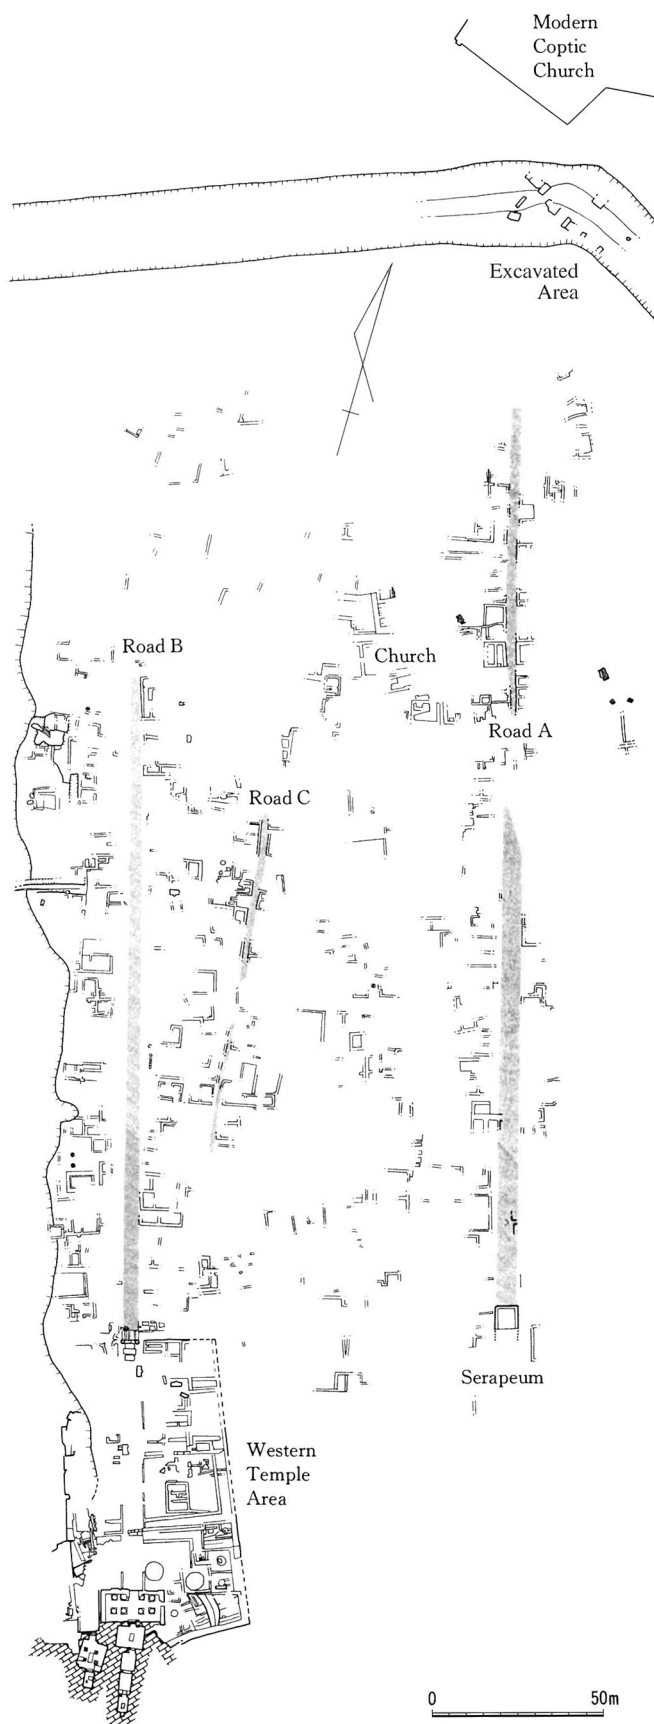 Modern
Coptic
Church
Excavated
Area
Road B
Church
Road A
Road C
Serapeum
Western
Temple
Area
0
50m